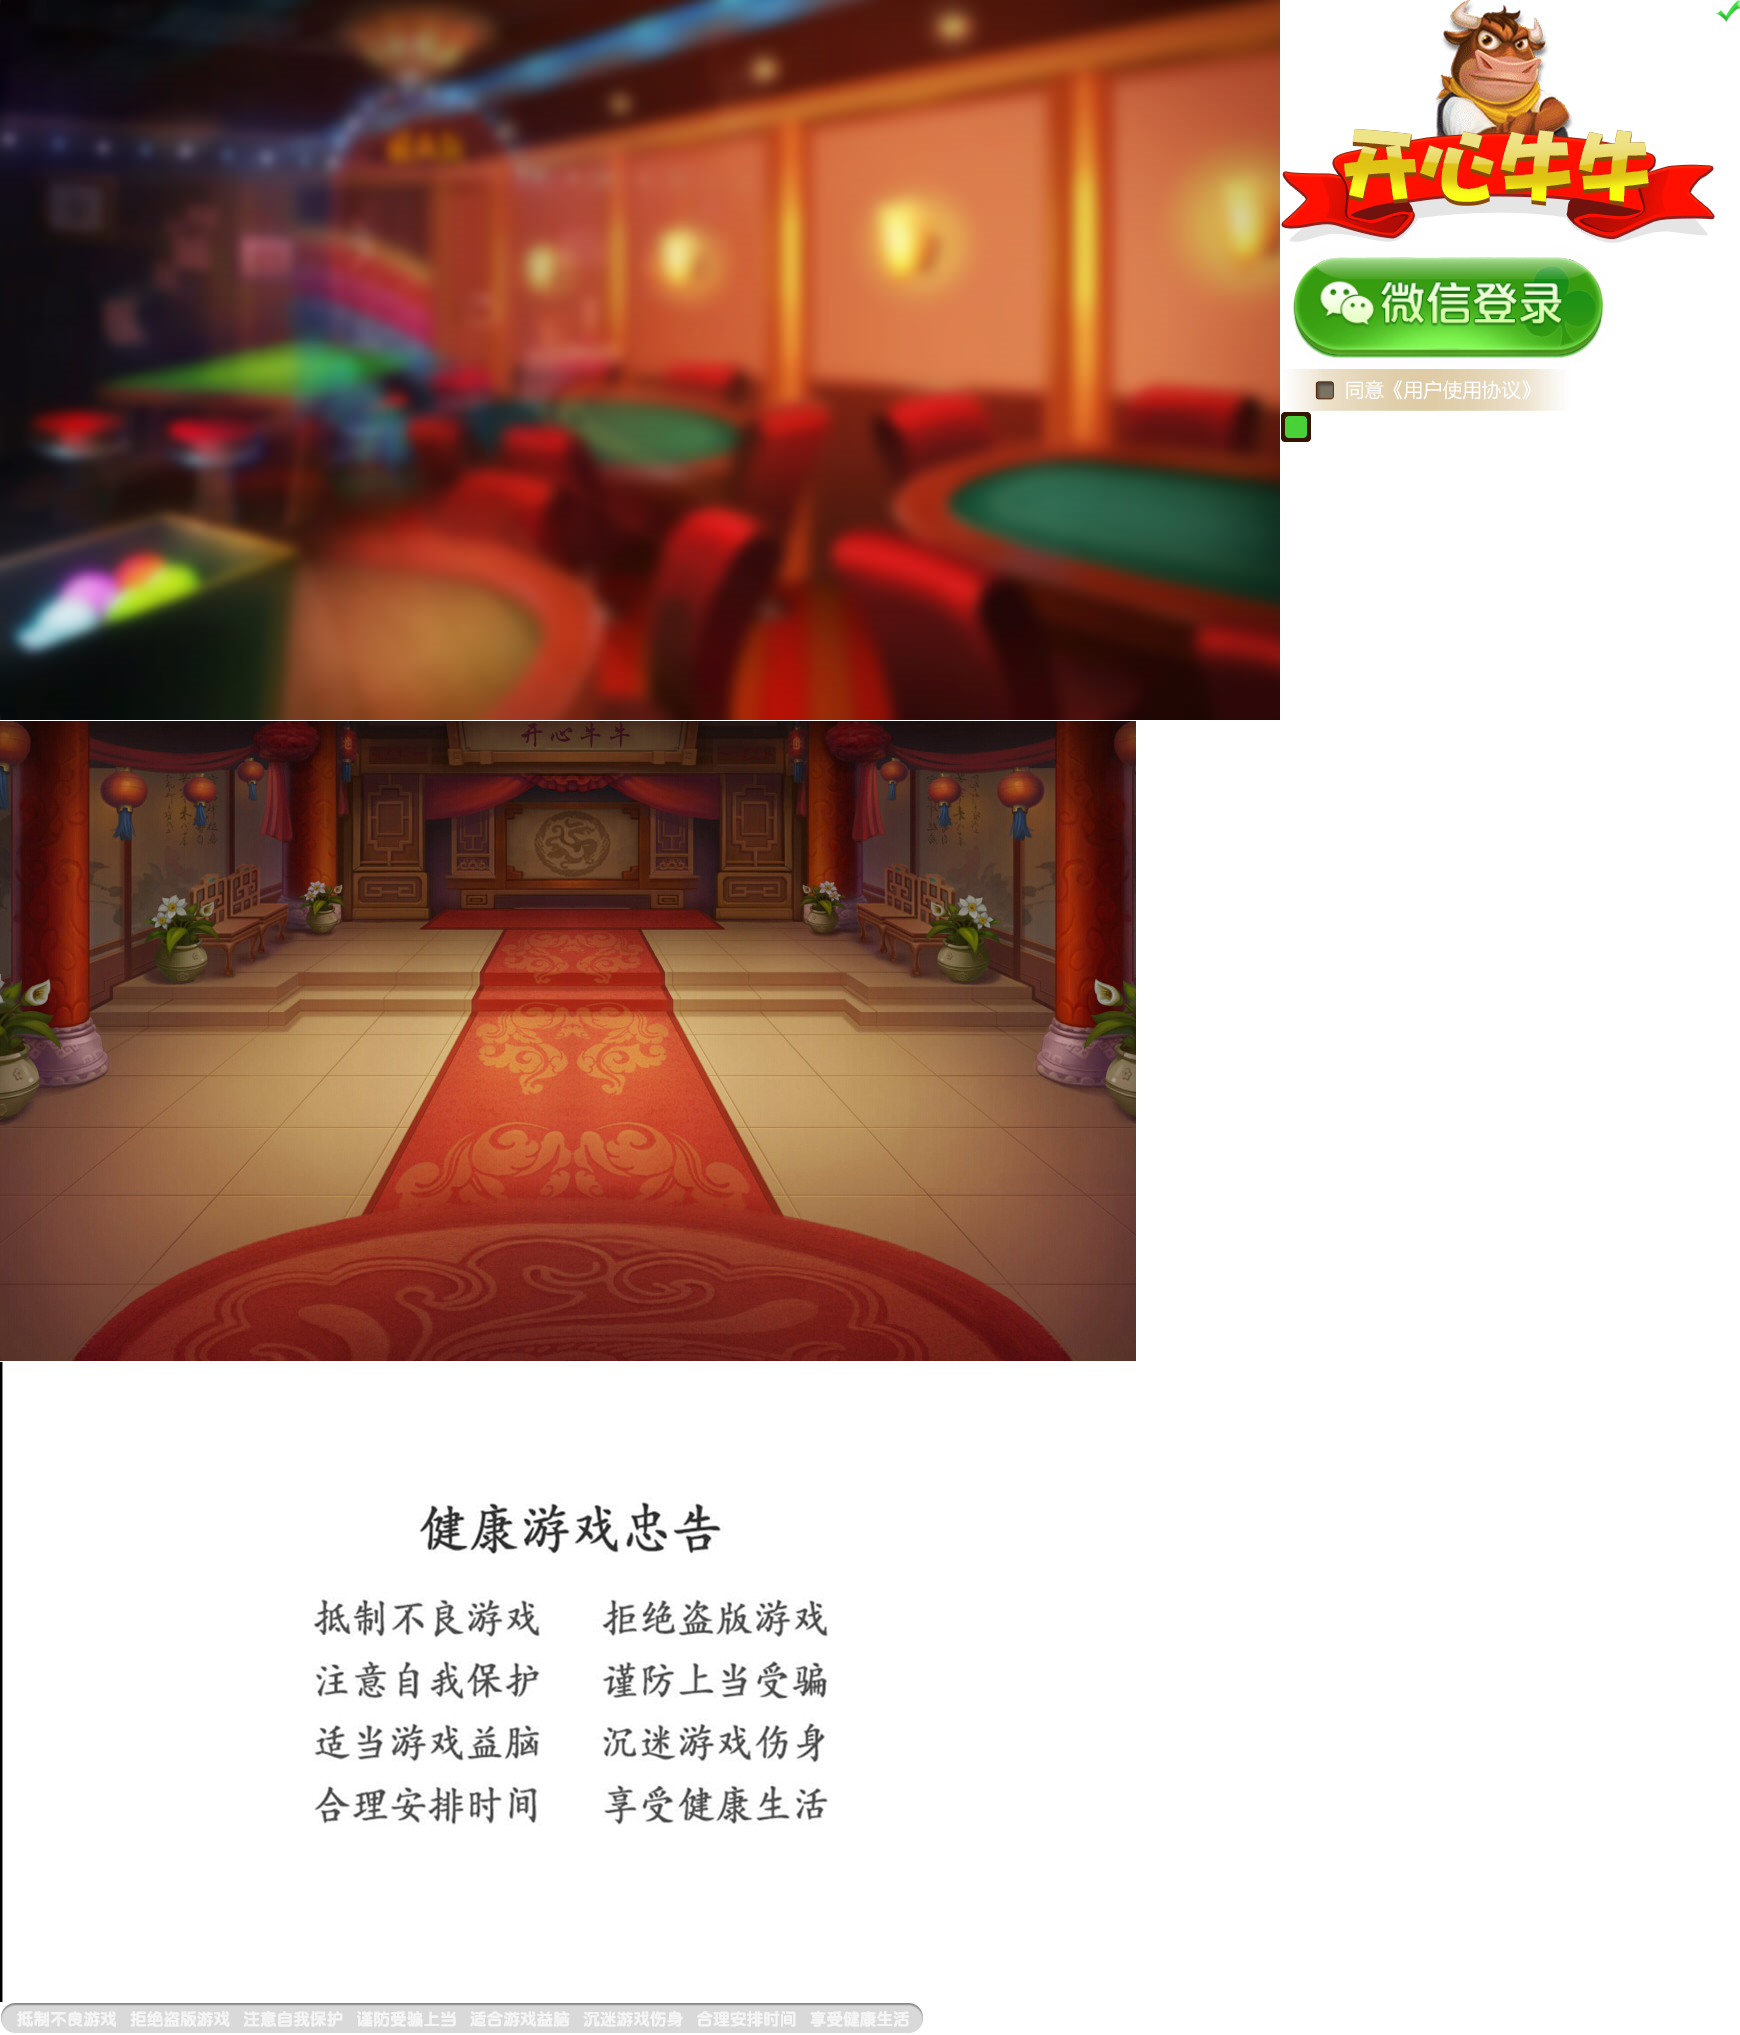 开心牛牛
微信登录
同意《用户使用协议》
开心牛牛
健康游戏忠告
抵制不良游戏 拒绝盗版游戏
注意自我保护 谨防上当受骗
适当游戏益脑 沉迷游戏伤身
合理安排时间 享受健康生活
抵制不良游戏 拒绝盗版游戏 注意自我保护 谨防受骗上当 适合游戏益脑 沉迷游戏伤身 合理安排时间 享受健康生活